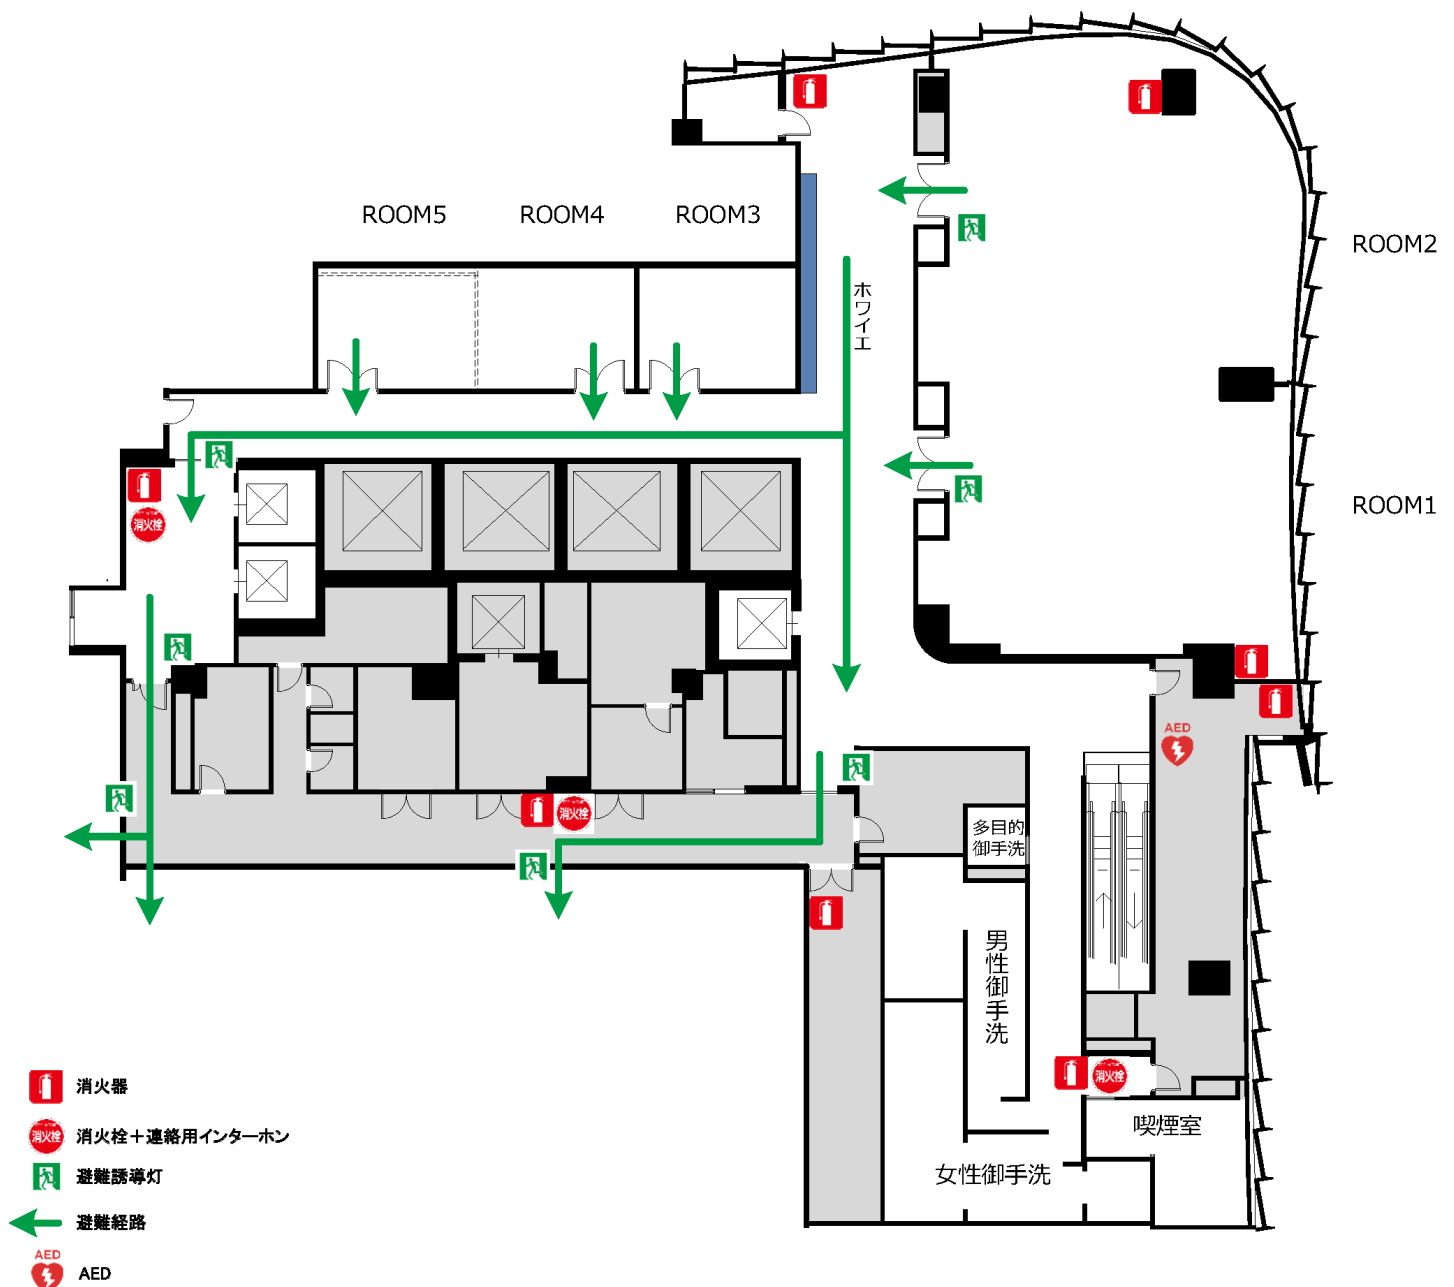 ROOM5
ROOM4
ROOM3
ROOM2
ホワイエ
ROOM1
消火栓
AED
消火栓
多目的
御手洗
男性御手洗
消火栓
喫煙室
女性御手洗
消火器
消火栓
消火栓＋連絡用インターホン
避難誘導灯
避難経路
AED
AED